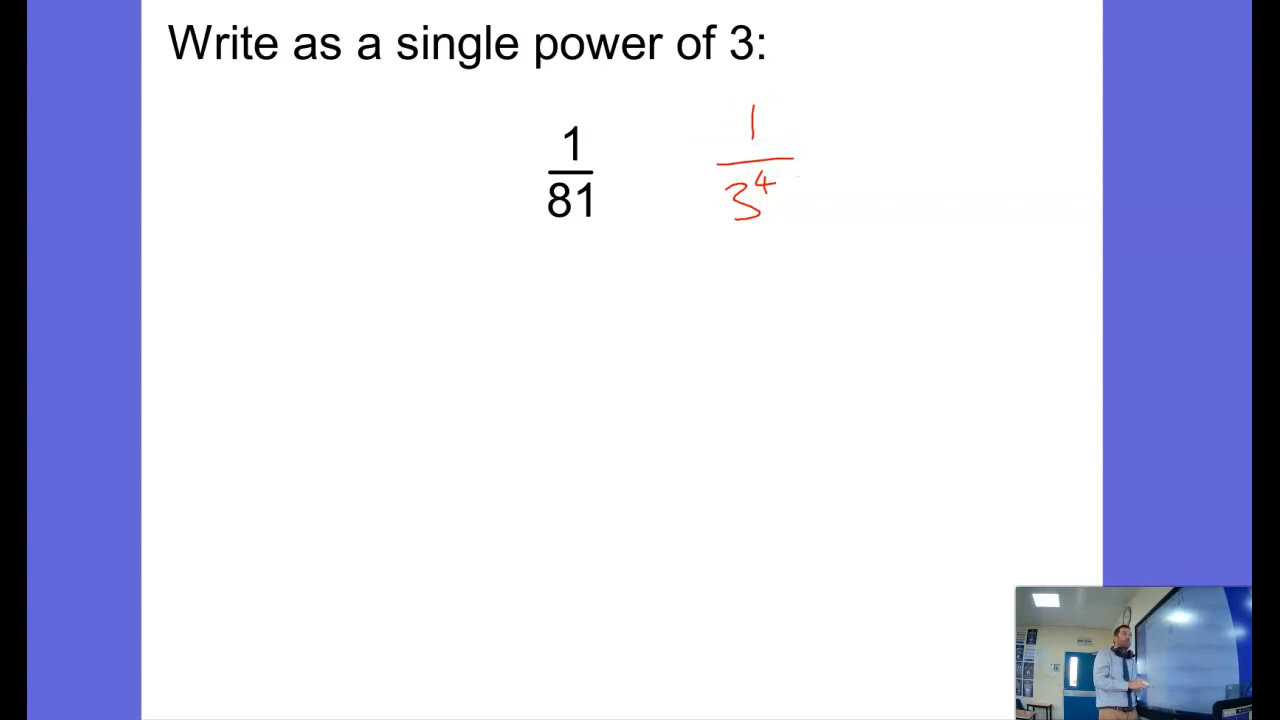 Write as a single power of 3:
1
81
1
3⁴